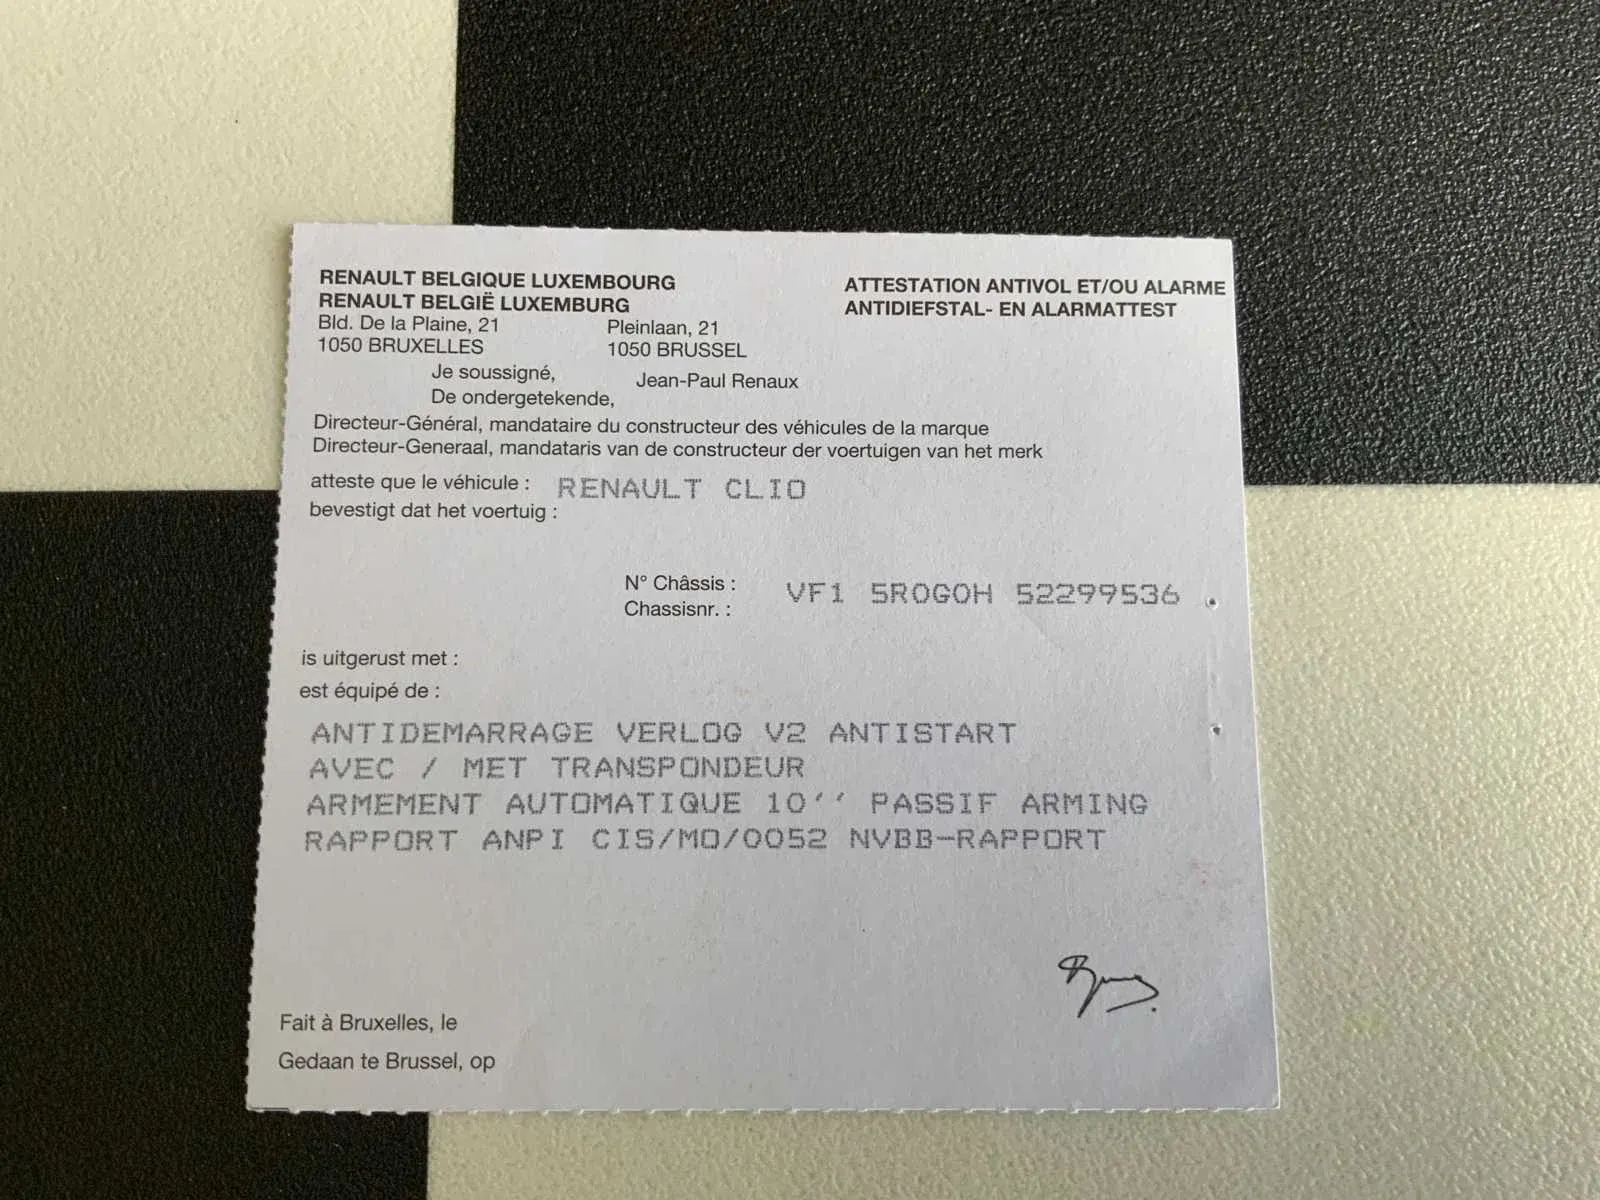 RENAULT BELGIQUE LUXEMBOURG
RENAULT BELGIË LUXEMBURG
Bld. De la Plaine, 21 Pleinlaan, 21
1050 BRUXELLES 1050 BRUSSEL
ATTESTATION ANTIVOL ET/OU ALARME
ANTIDIEFSTAL- EN ALARMATTEST
Je soussigné,
De ondergetekende,
Jean-Paul Renaux
Directeur-Général, mandataire du constructeur des véhicules de la marque
Directeur-Generaal, mandataris van de constructeur der voertuigen van het merk
atteste que le véhicule : RENAULT CLIO
bevestigt dat het voertuig :
N° Châssis : VF1 5R0G0H 52299536
Chassisnr. :
is uitgerust met :
est équipé de :
ANTIDEMARRAGE VERLOG V2 ANTISTART
AVEC / MET TRANSPONDEUR
ARMEMENT AUTOMATIQUE 10'' PASSIF ARMING
RAPPORT ANPI CIS/MO/0052 NVBB-RAPPORT
Fait à Bruxelles, le
Gedaan te Brussel, op